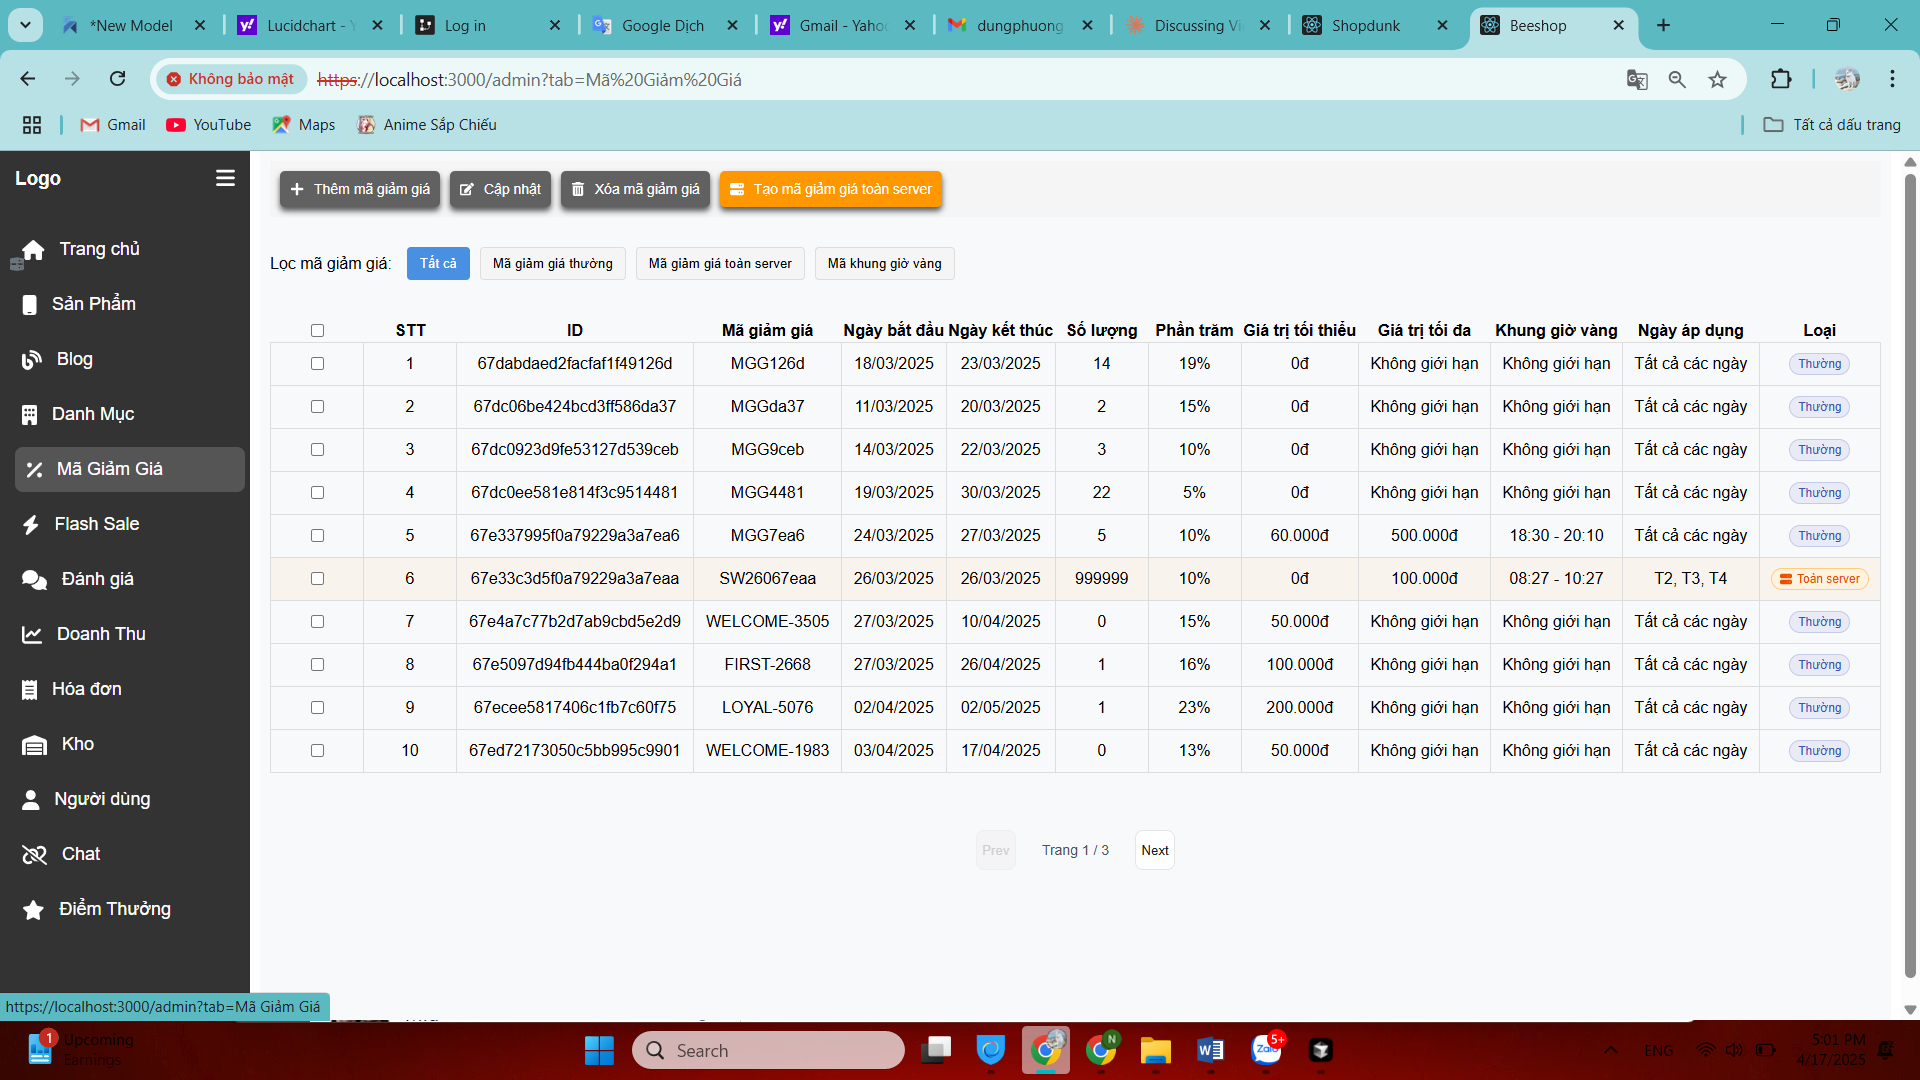 *New Model
Lucidchart - Y
Log in
Google Dịch
Gmail - Yahoo
dungphuong
Discussing Vi
Shopdunk
Beeshop
Không bảo mật
https://localhost:3000/admin?tab=Mã%20Giảm%20Giá
Gmail
YouTube
Maps
Anime Sắp Chiếu
Tất cả dấu trang
Logo
Trang chủ
Sản Phẩm
Blog
Danh Mục
Mã Giảm Giá
Flash Sale
Đánh giá
Doanh Thu
Hóa đơn
Kho
Người dùng
Chat
Điểm Thưởng
Thêm mã giảm giá
Cập nhật
Xóa mã giảm giá
Tạo mã giảm giá toàn server
Lọc mã giảm giá:
Tất cả
Mã giảm giá thường
Mã giảm giá toàn server
Mã khung giờ vàng
STT ID Mã giảm giá Ngày bắt đầu Ngày kết thúc Số lượng Phần trăm Giá trị tối thiểu Giá trị tối đa Khung giờ vàng Ngày áp dụng Loại
1 67dabdaed2facfaf1f49126d MGG126d 18/03/2025 23/03/2025 14 19% 0đ Không giới hạn Không giới hạn Tất cả các ngày Thường
2 67dc06be424bcd3ff586da37 MGGda37 11/03/2025 20/03/2025 2 15% 0đ Không giới hạn Không giới hạn Tất cả các ngày Thường
3 67dc0923d9fe53127d539ceb MGG9ceb 14/03/2025 22/03/2025 3 10% 0đ Không giới hạn Không giới hạn Tất cả các ngày Thường
4 67dc0ee581e814f3c9514481 MGG4481 19/03/2025 30/03/2025 22 5% 0đ Không giới hạn Không giới hạn Tất cả các ngày Thường
5 67e337995f0a79229a3a7ea6 MGG7ea6 24/03/2025 27/03/2025 5 10% 60.000đ 500.000đ 18:30 - 20:10 Tất cả các ngày Thường
6 67e33c3d5f0a79229a3a7eaa SW26067eaa 26/03/2025 26/03/2025 999999 10% 0đ 100.000đ 08:27 - 10:27 T2, T3, T4 Toàn server
7 67e4a7c77b2d7ab9cbd5e2d9 WELCOME-3505 27/03/2025 10/04/2025 0 15% 50.000đ Không giới hạn Không giới hạn Tất cả các ngày Thường
8 67e5097d94fb444ba0f294a1 FIRST-2668 27/03/2025 26/04/2025 1 16% 100.000đ Không giới hạn Không giới hạn Tất cả các ngày Thường
9 67ecee5817406c1fb7c60f75 LOYAL-5076 02/04/2025 02/05/2025 1 23% 200.000đ Không giới hạn Không giới hạn Tất cả các ngày Thường
10 67ed72173050c5bb995c9901 WELCOME-1983 03/04/2025 17/04/2025 0 13% 50.000đ Không giới hạn Không giới hạn Tất cả các ngày Thường
Prev
Trang 1 / 3
Next
https://localhost:3000/admin?tab=Mã Giảm Giá
1
Upcoming
Earnings
Search
N
Zalo
5+
ENG
5:01 PM
4/17/2025